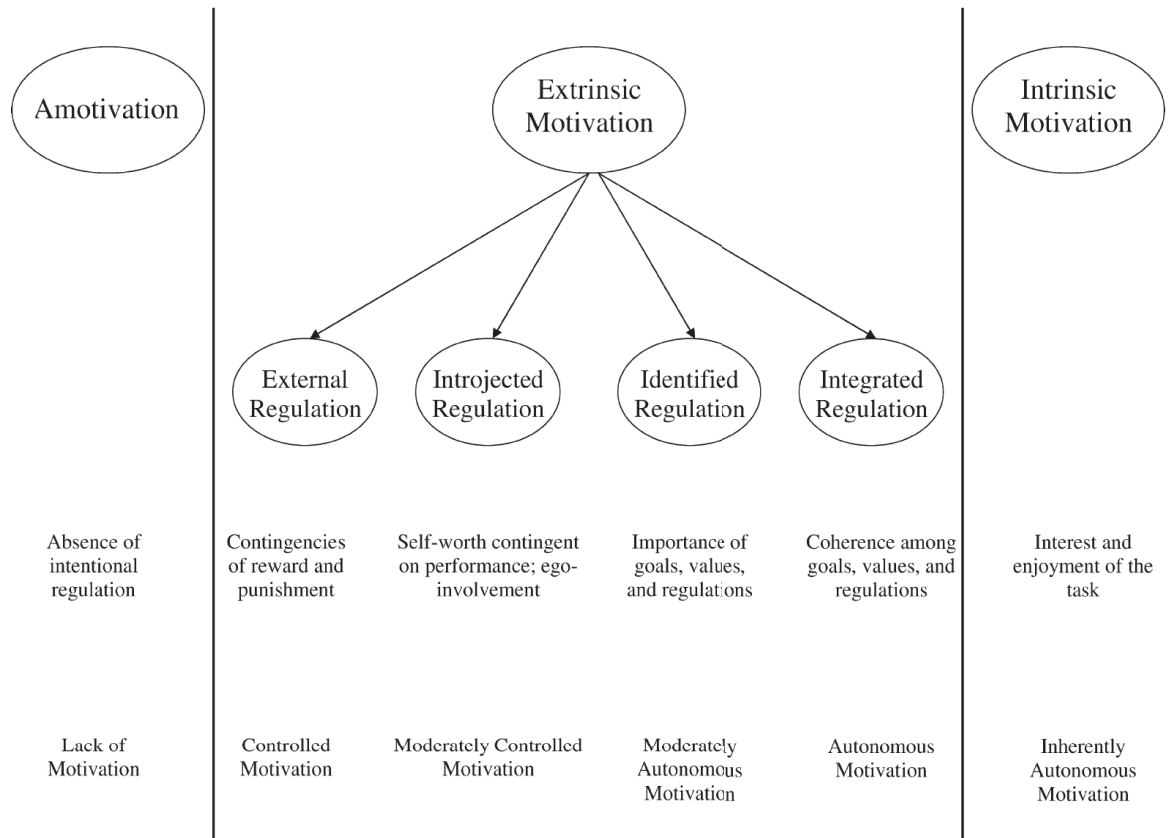 Amotivation
Extrinsic
Motivation
Intrinsic
Motivation
External
Regulation
Introjected
Regulation
Identified
Regulation
Integrated
Regulation
Absence of
intentional
regulation
Contingencies
of reward and
punishment
Self-worth contingent
on performance; ego-
involvement
Importance of
goals, values,
and regulations
Coherence among
goals, values, and
regulations
Interest and
enjoyment of the
task
Lack of
Motivation
Controlled
Motivation
Moderately Controlled
Motivation
Moderately
Autonomous
Motivation
Autonomous
Motivation
Inherently
Autonomous
Motivation